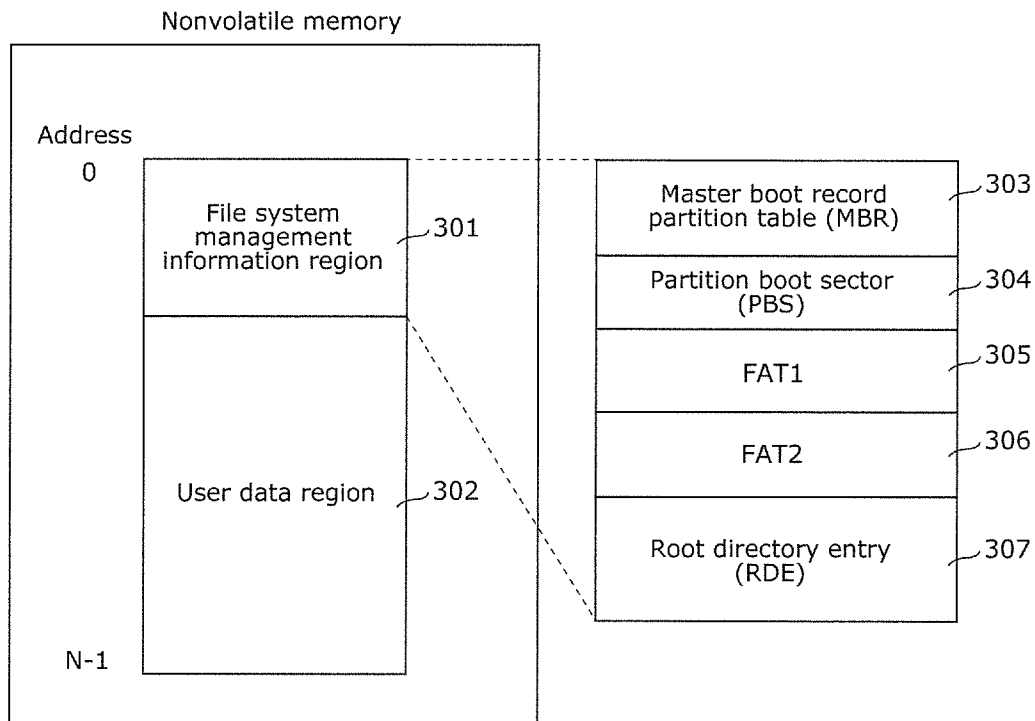 Nonvolatile memory
Address
0
File system
management
information region
301
User data region
302
N-1
Master boot record
partition table (MBR)
303
Partition boot sector
(PBS)
304
FAT1
305
FAT2
306
Root directory entry
(RDE)
307